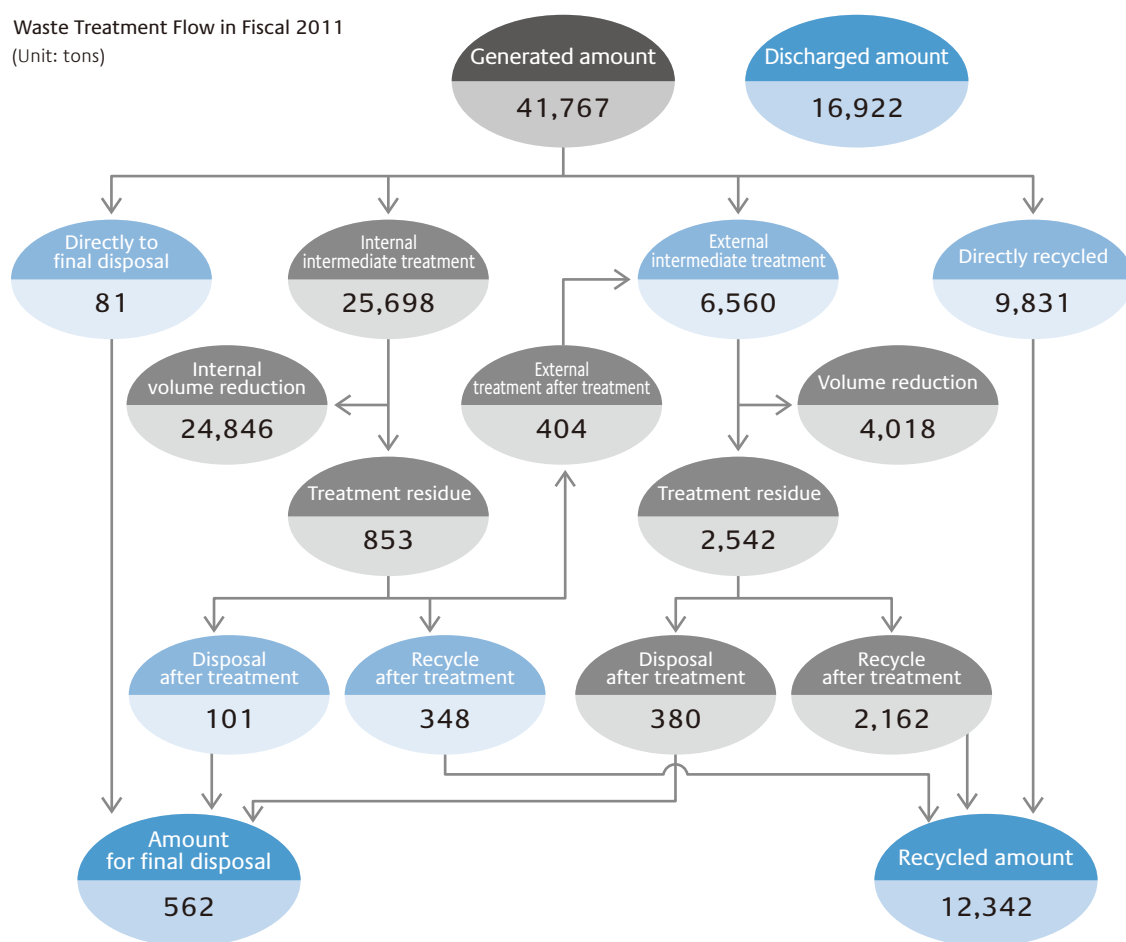 Waste Treatment Flow in Fiscal 2011
(Unit: tons)
Generated amount
41,767
Discharged amount
16,922
Directly to
final disposal
81
Internal
intermediate treatment
25,698
External
intermediate treatment
6,560
Directly recycled
9,831
Internal
volume reduction
24,846
External
treatment after treatment
404
Volume reduction
4,018
Treatment residue
853
Treatment residue
2,542
Disposal
after treatment
101
Recycle
after treatment
348
Disposal
after treatment
380
Recycle
after treatment
2,162
Amount
for final disposal
562
Recycled amount
12,342